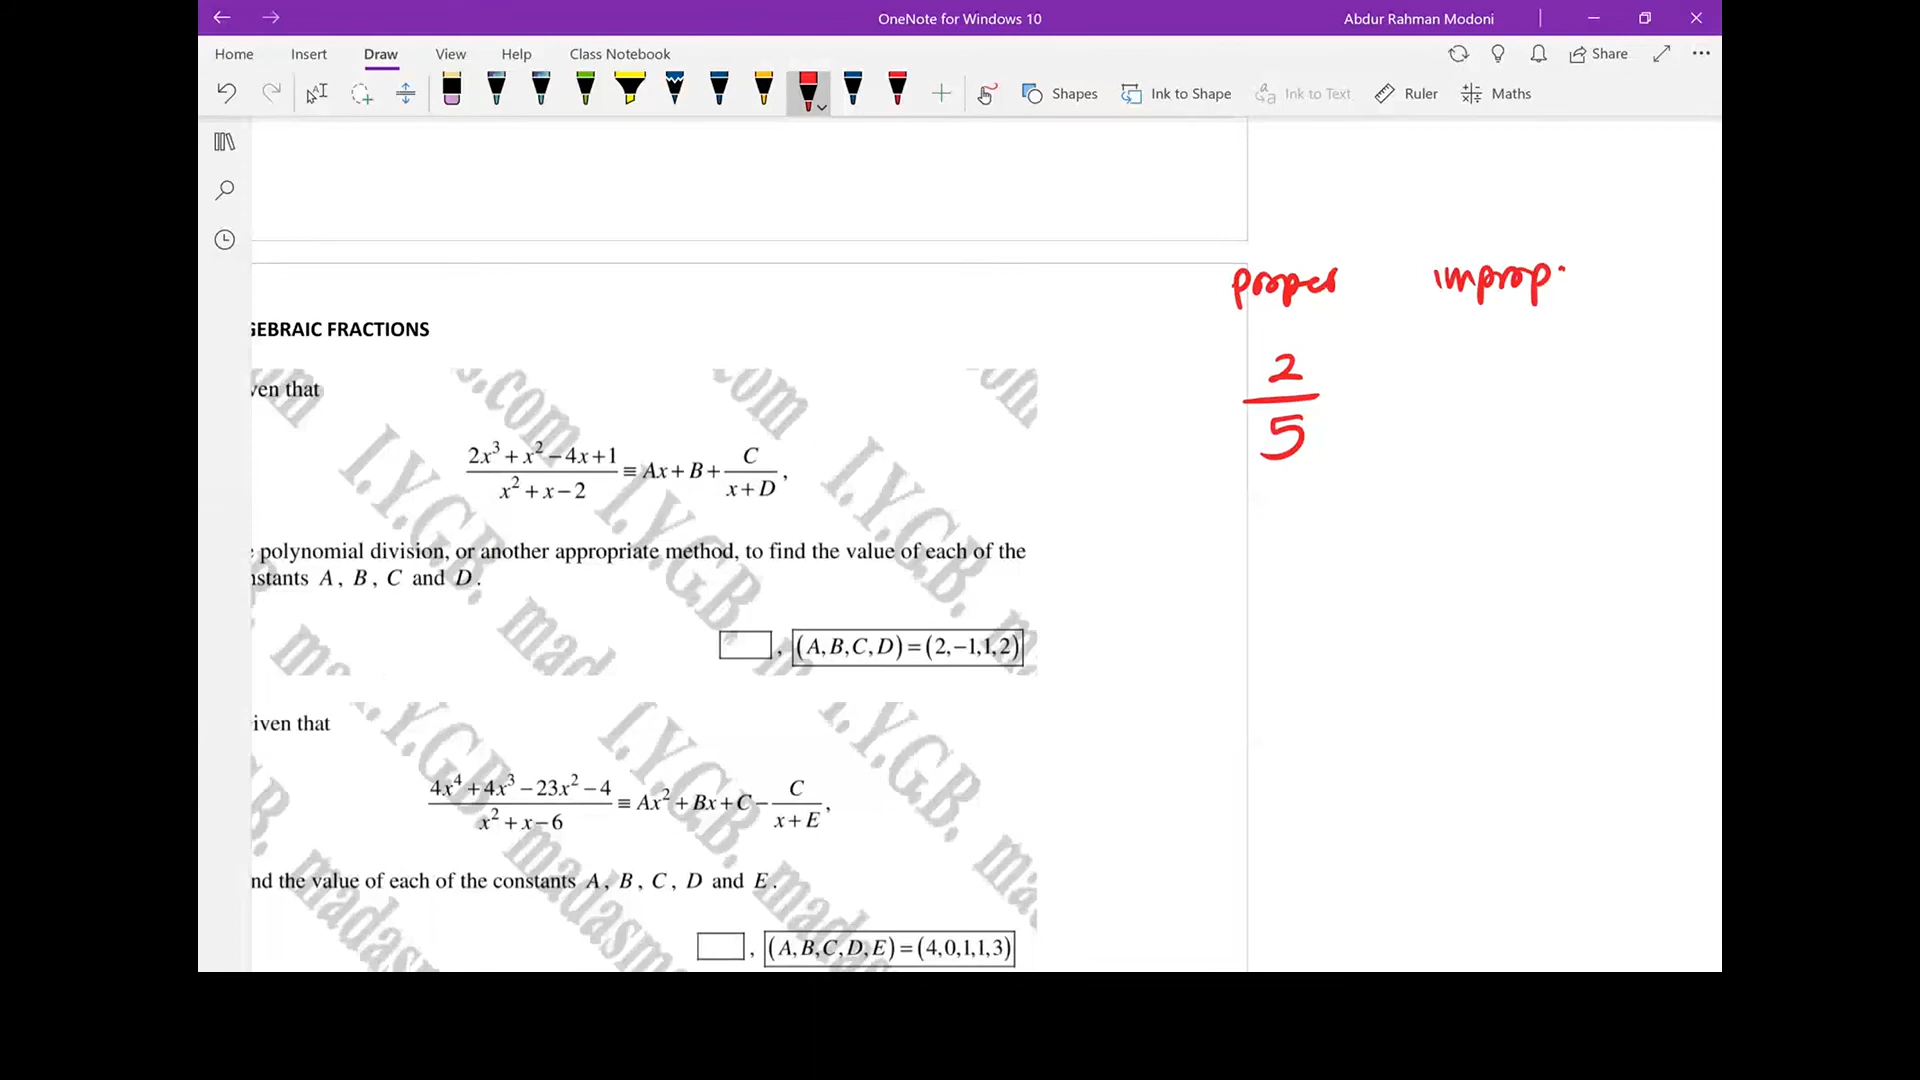 OneNote for Windows 10
Abdur Rahman Modoni
Home Insert Draw View Help Class Notebook
Share
Shapes Ink to Shape Ink to Text Ruler Maths
proper improp
GEBRAIC FRACTIONS
2/5
ven that
(2x³ + x² − 4x + 1)/(x² + x − 2) ≡ Ax + B + C/(x + D),
polynomial division, or another appropriate method, to find the value of each of the
nstants A, B, C and D.
, (A,B,C,D) = (2,−1,1,2)
iven that
(4x⁴ + 4x³ − 23x² − 4)/(x² + x − 6) ≡ Ax² + Bx + C − C/(x + E),
nd the value of each of the constants A, B, C, D and E.
, (A,B,C,D,E) = (4,0,1,1,3)